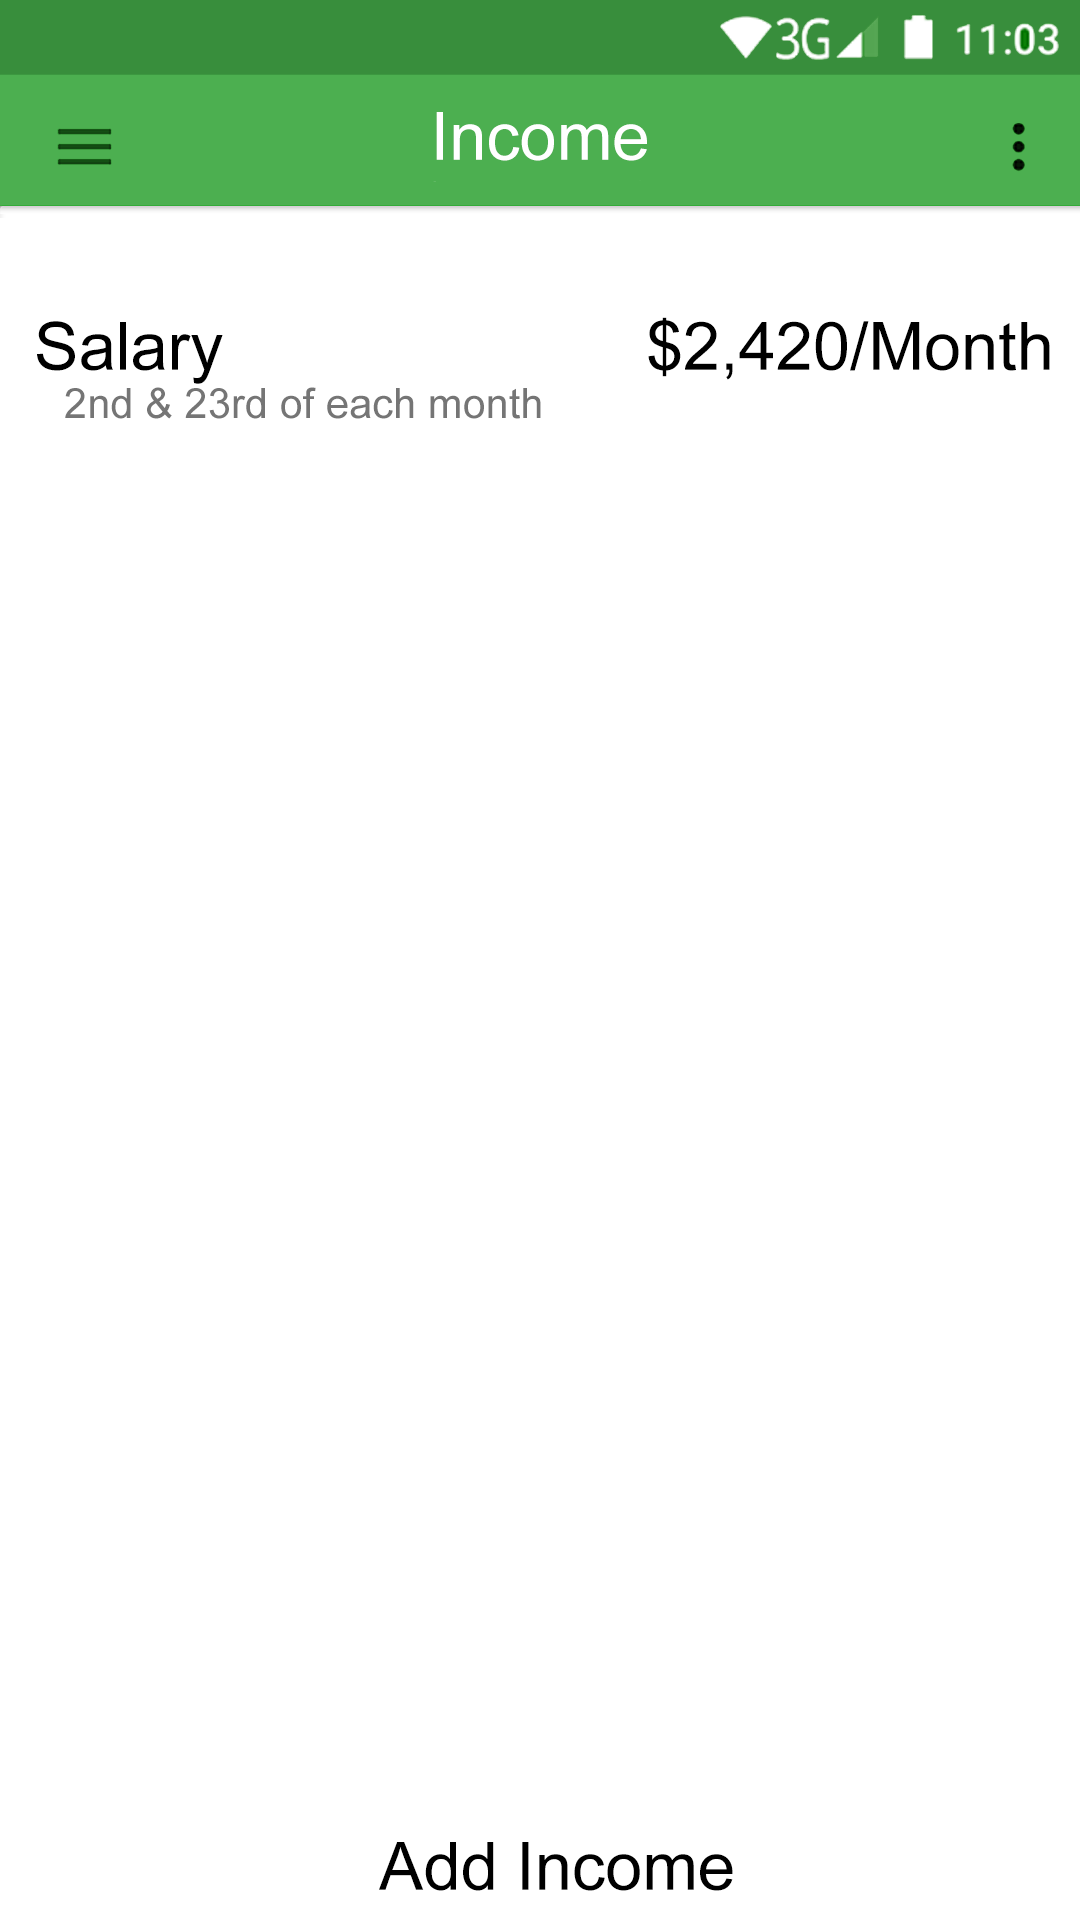 3G 11:03
Income
Salary $2,420/Month
2nd & 23rd of each month
Add Income